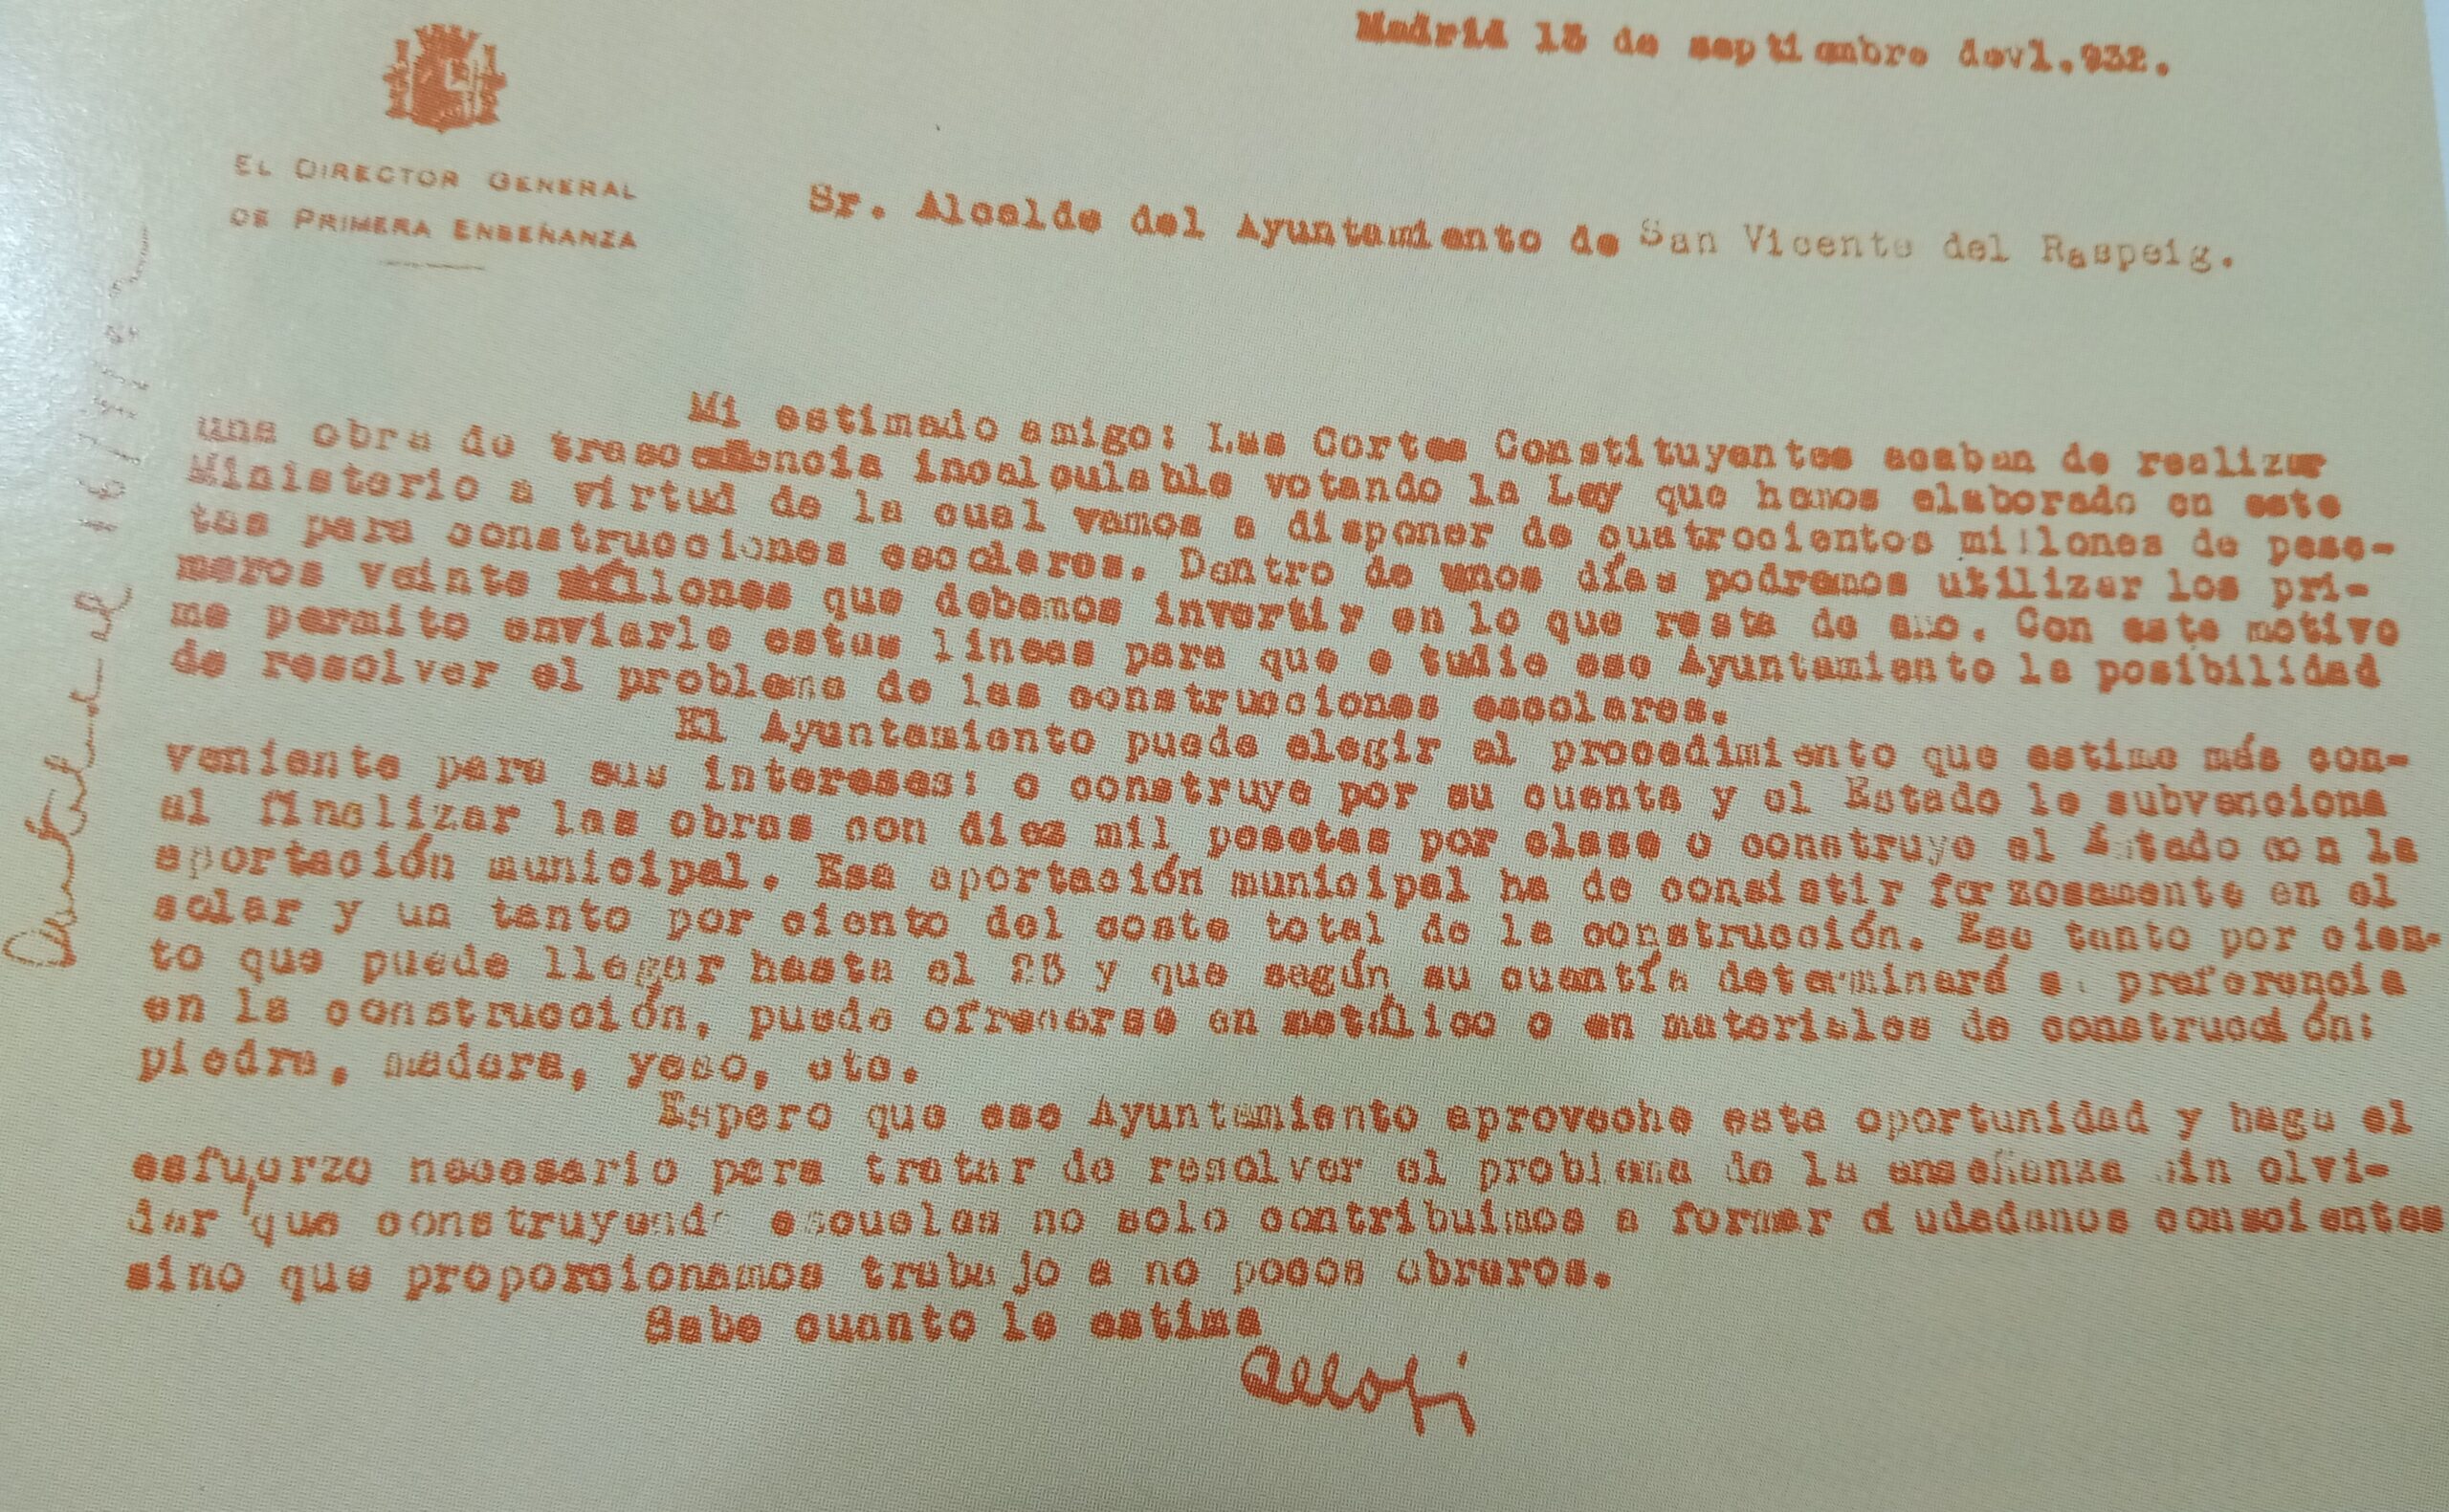 Madrid 15 de septiembre dev1.932.
EL DIRECTOR GENERAL
DE PRIMERA ENSEÑANZA
Sr. Alcalde del Ayuntamiento de San Vicente del Raspeig.
Mi estimado amigo: Las Cortes Constituyentes acaban de realizar
una obra de trascendencia incalculable votando la Ley que hemos elaborado en este
Ministerio a virtud de la cual vamos a disponer de cuatrocientos millones de pese-
tas para construcciones escolares. Dentro de unos días podremos utilizar los pri-
meros veinte millones que debemos invertir en lo que resta de año. Con este motivo
me permito enviarle estas líneas para que e tudie ese Ayuntamiento la posibilidad
de resolver el problema de las construcciones escolares.
El Ayuntamiento puede elegir el procedimiento que estime más con-
veniente para sus intereses: o construye por su cuenta y el Estado le subvenciona
al finalizar las obras con diez mil pesetas por clase o construye el Estado con la
aportación municipal. Esa aportación municipal ha de consistir forzosamente en el
solar y un tanto por ciento del coste total de la construcción. Ese tanto por cien-
to que puede llegar hasta el 25 y que según su cuantía determinará su preferencia
en la construcción, puede ofrecerse en metálico o en materiales de construcción:
piedra, madera, yeso, etc.
Espero que ese Ayuntamiento aproveche esta oportunidad y haga el
esfuerzo necesario para tratar de resolver el problema de la enseñanza sin olvi-
dar que construyendo escuelas no solo contribuimos a formar ciudadanos conscientes
sino que proporcionamos trabajo a no pocos obreros.
Sabe cuanto le estima